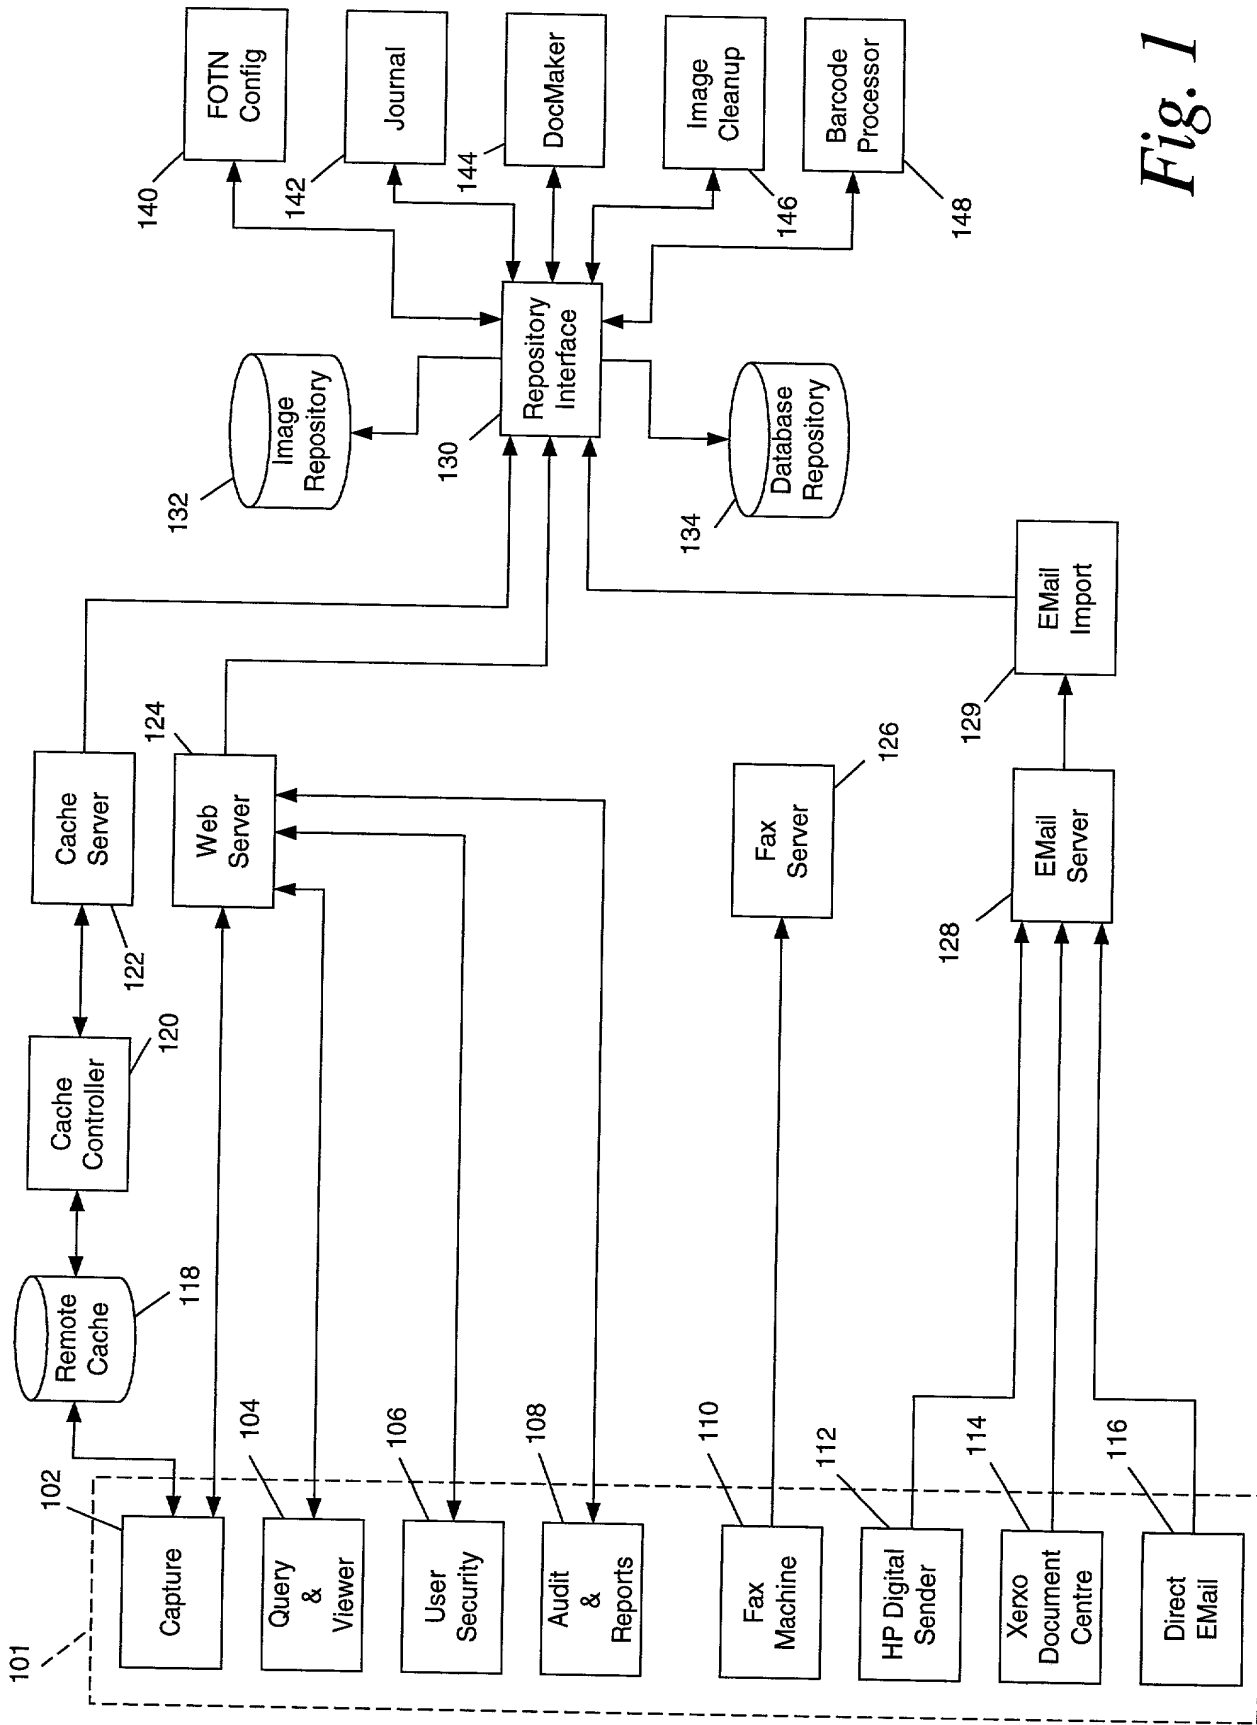 101
102
Capture
104
Query
&
Viewer
106
User
Security
108
Audit
&
Reports
110
Fax
Machine
112
HP Digital
Sender
114
Xerxo
Document
Centre
116
Direct
EMail
Remote
Cache
118
Cache
Controller
120
Cache
Server
122
Web
Server
124
Fax
Server
126
EMail
Server
128
EMail
Import
129
Image
Repository
132
Repository
Interface
130
Database
Repository
134
FOTN
Config
140
Journal
142
DocMaker
144
Image
Cleanup
146
Barcode
Processor
148
Fig. 1